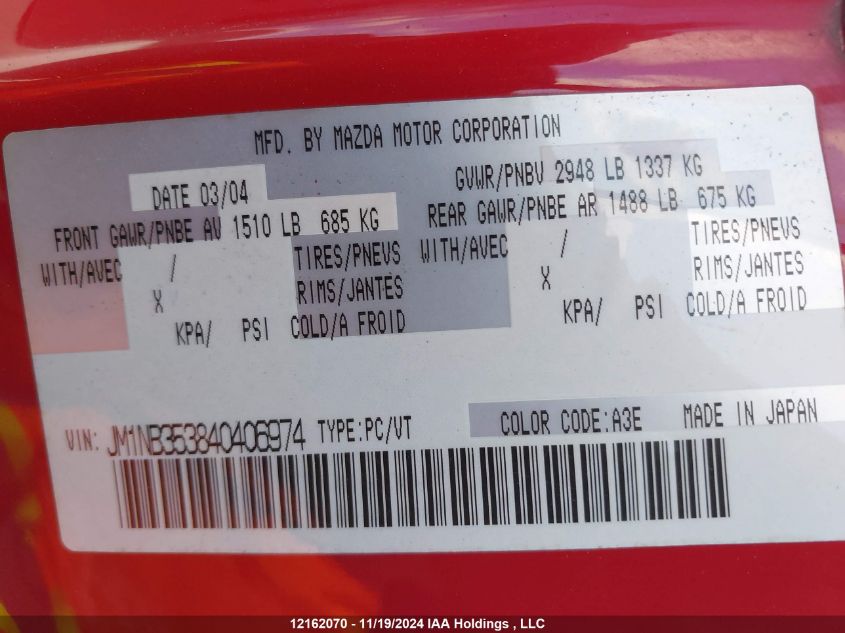 MFD. BY MAZDA MOTOR CORPORATION
DATE 03/04 GVWR/PNBV 2948 LB 1337 KG
FRONT GAWR/PNBE AV 1510 LB 685 KG REAR GAWR/PNBE AR 1488 LB 675 KG
WITH/AVEC / TIRES/PNEUS WITH/AVEC / TIRES/PNEUS
X RIMS/JANTES X RIMS/JANTES
KPA/ PSI COLD/A FROID KPA/ PSI COLD/A FROID
VIN: JM1NB353840406974 TYPE:PC/VT COLOR CODE:A3E MADE IN JAPAN
12162070 - 11/19/2024 IAA Holdings , LLC